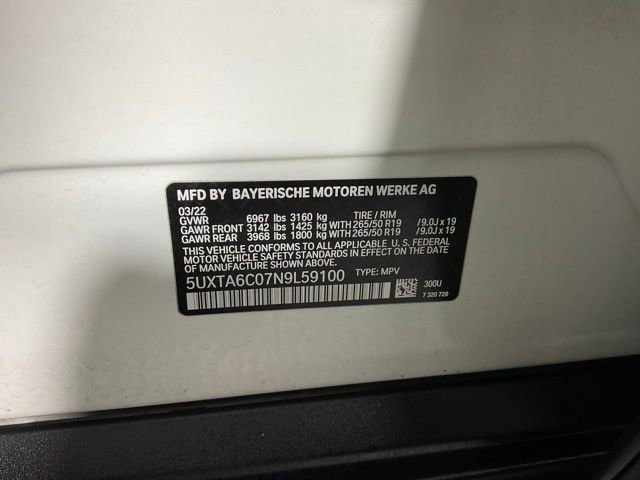 MFD BY BAYERISCHE MOTOREN WERKE AG
03/22
GVWR 6967 lbs 3160 kg TIRE / RIM
GAWR FRONT 3142 lbs 1425 kg WITH 265/50 R19 /9.0J x 19
GAWR REAR 3968 lbs 1800 kg WITH 265/50 R19 /9.0J x 19
THIS VEHICLE CONFORMS TO ALL APPLICABLE U. S. FEDERAL
MOTOR VEHICLE SAFETY STANDARDS IN EFFECT ON THE DATE
OF MANUFACTURE SHOWN ABOVE.
5UXTA6C07N9L59100 TYPE: MPV
300U
7 320 729